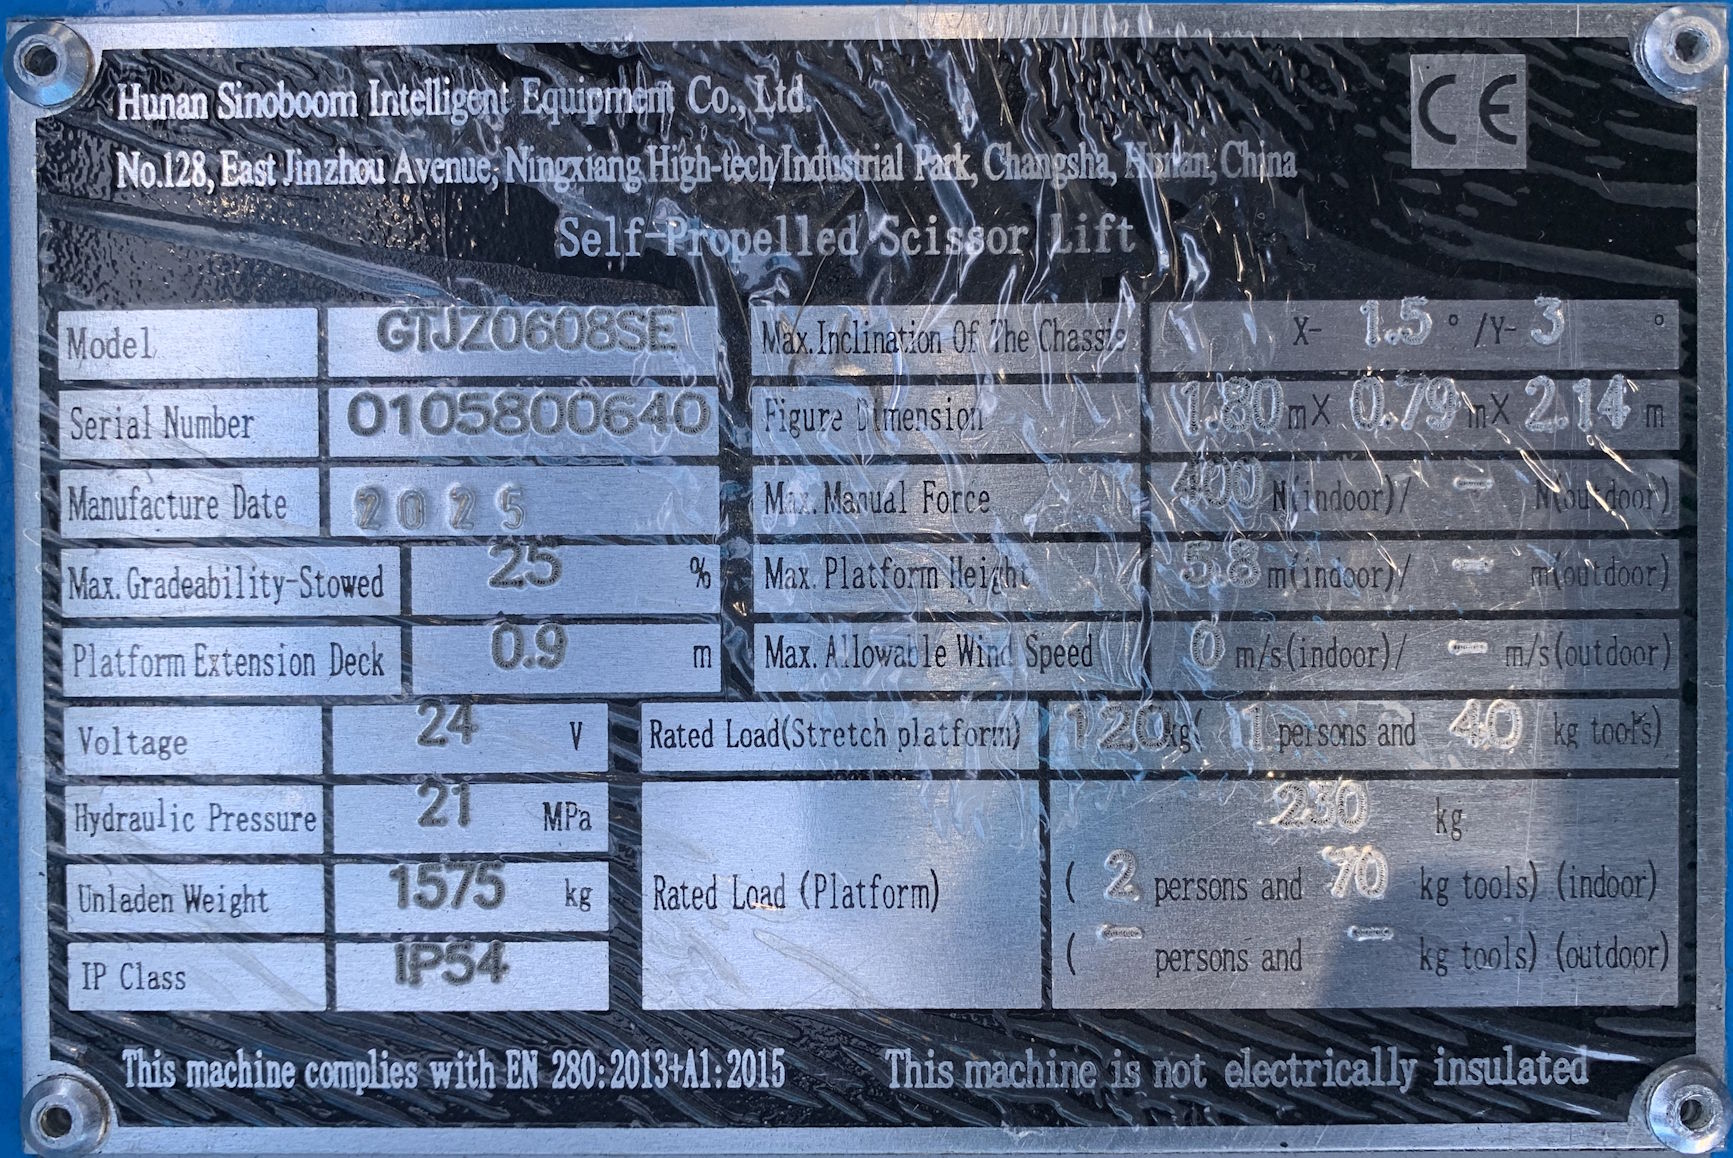 Hunan Sinoboom Intelligent Equipment Co., Ltd.
CE
No.128, East Jinzhou Avenue, Ningxiang High-tech Industrial Park, Changsha, Hunan, China
Self-Propelled Scissor Lift
Model GTJZ0608SE
Serial Number 0105800640
Manufacture Date 2025
Max. Gradeability-Stowed 25 %
Platform Extension Deck 0.9 m
Max. Inclination Of The Chassis X- 1.5 ° /Y- 3 °
Figure Dimension 1.80 mX 0.79 mX 2.14 m
Max. Manual Force 400 N(indoor)/ - N(outdoor)
Max. Platform Height 5.8 m(indoor)/ - m(outdoor)
Max. Allowable Wind Speed 0 m/s(indoor)/ - m/s(outdoor)
Voltage 24 V
Hydraulic Pressure 21 MPa
Unladen Weight 1575 kg
IP Class IP54
Rated Load(Stretch platform) 120 kg( 1 persons and 40 kg tools)
Rated Load (Platform) 230 kg
( 2 persons and 70 kg tools) (indoor)
( - persons and - kg tools) (outdoor)
This machine complies with EN 280:2013+A1:2015
This machine is not electrically insulated